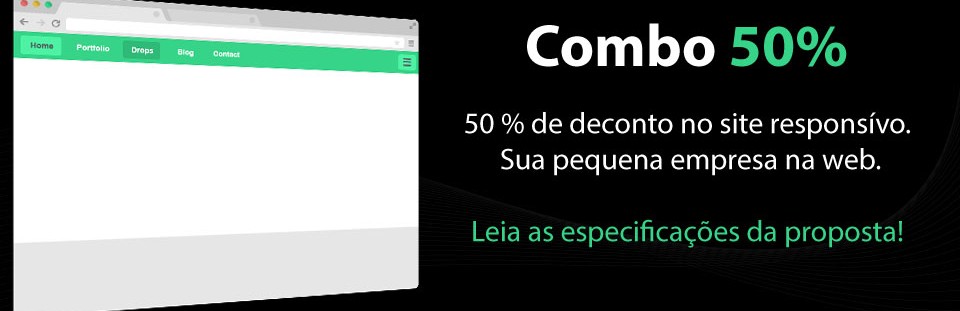 Home Portfolio Drops Blog Contact
Combo 50%
50 % de deconto no site responsívo.
Sua pequena empresa na web.
Leia as especificações da proposta!